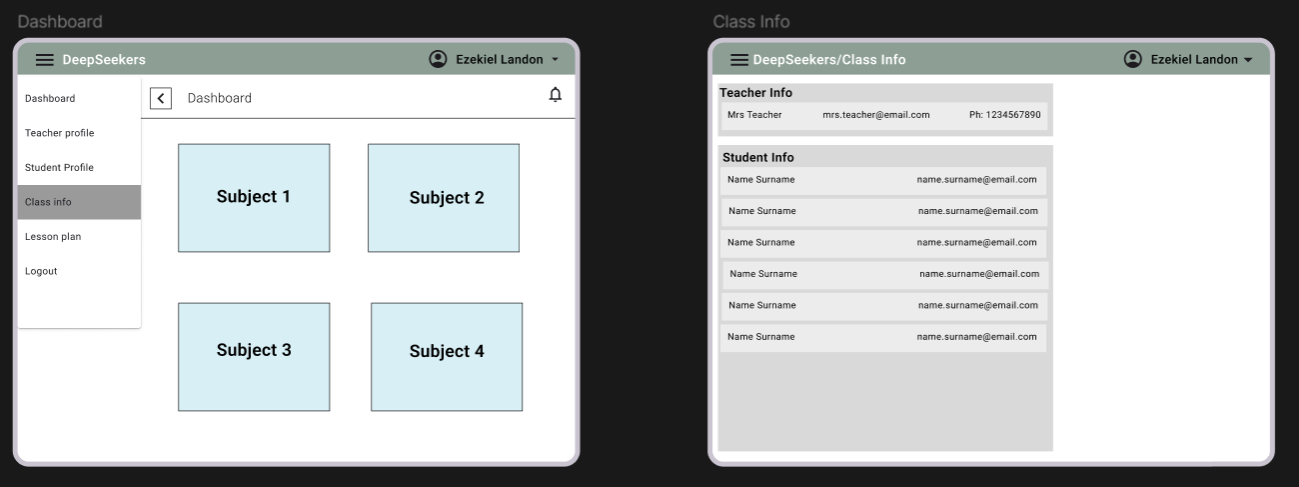 Dashboard
DeepSeekers
Ezekiel Landon
Dashboard
Teacher profile
Student Profile
Class info
Lesson plan
Logout
Dashboard
Subject 1
Subject 2
Subject 3
Subject 4
Class Info
DeepSeekers/Class Info
Ezekiel Landon
Teacher Info
Mrs Teacher mrs.teacher@email.com Ph: 1234567890
Student Info
Name Surname name.surname@email.com
Name Surname name.surname@email.com
Name Surname name.surname@email.com
Name Surname name.surname@email.com
Name Surname name.surname@email.com
Name Surname name.surname@email.com